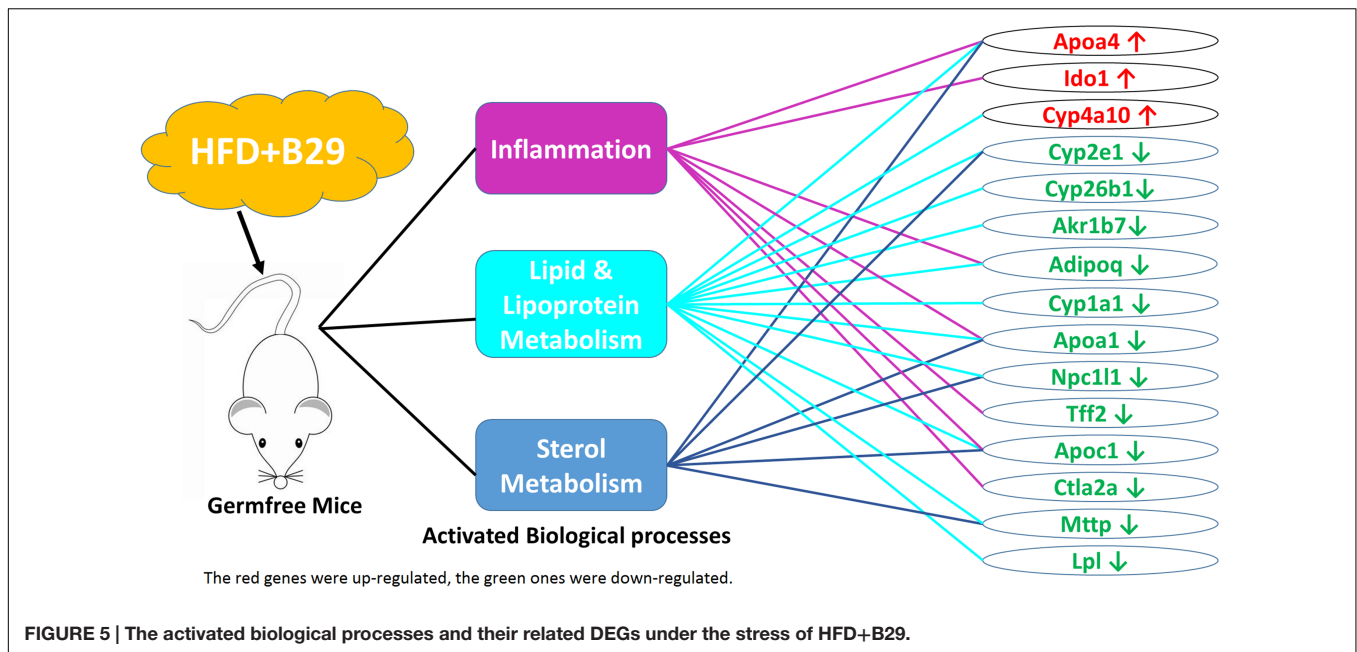 HFD+B29
Germfree Mice
Inflammation
Lipid &
Lipoprotein
Metabolism
Sterol
Metabolism
Activated Biological processes
Apoa4 ↑
Ido1 ↑
Cyp4a10 ↑
Cyp2e1 ↓
Cyp26b1↓
Akr1b7↓
Adipoq ↓
Cyp1a1 ↓
Apoa1 ↓
Npc1l1 ↓
Tff2 ↓
Apoc1 ↓
Ctla2a ↓
Mttp ↓
Lpl ↓
The red genes were up-regulated, the green ones were down-regulated.
FIGURE 5 | The activated biological processes and their related DEGs under the stress of HFD+B29.